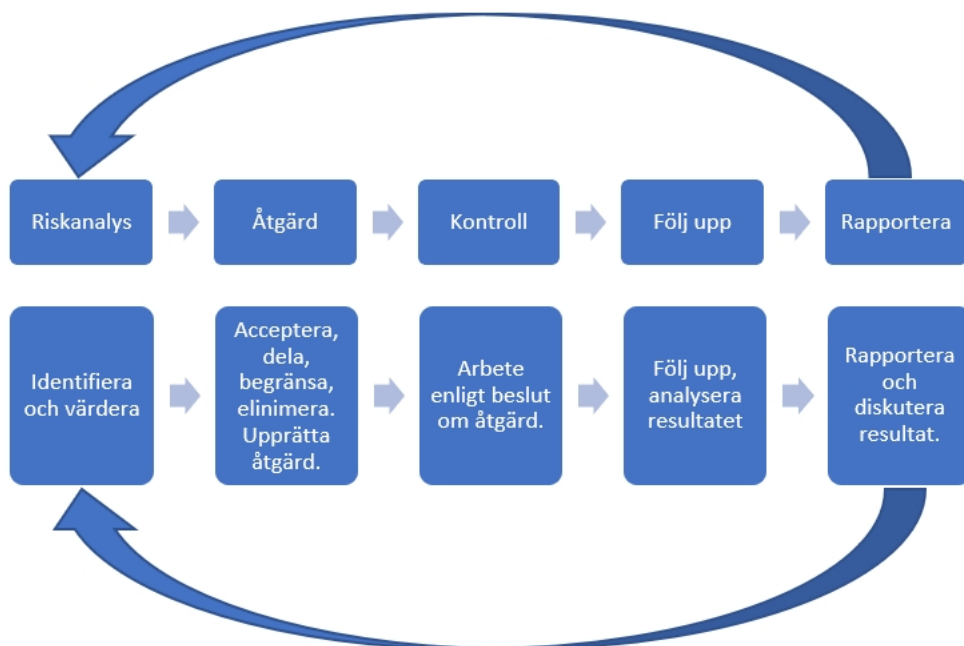 Riskanalys
Åtgärd
Kontroll
Följ upp
Rapportera
Identifiera
och värdera
Acceptera,
dela,
begränsa,
elinimera.
Upprätta
åtgärd.
Arbete
enligt beslut
om åtgärd.
Följ upp,
analysera
resultatet
Rapportera
och
diskutera
resultat.